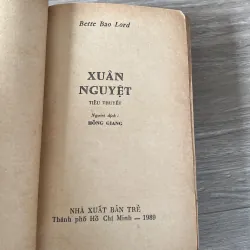 Bette Bao Lord
XUÂN
NGUYỆT
TIỂU THUYẾT
Người dịch:
HỒNG GIANG
NHÀ XUẤT BẢN TRẺ
Thành phố Hồ Chí Minh — 1989